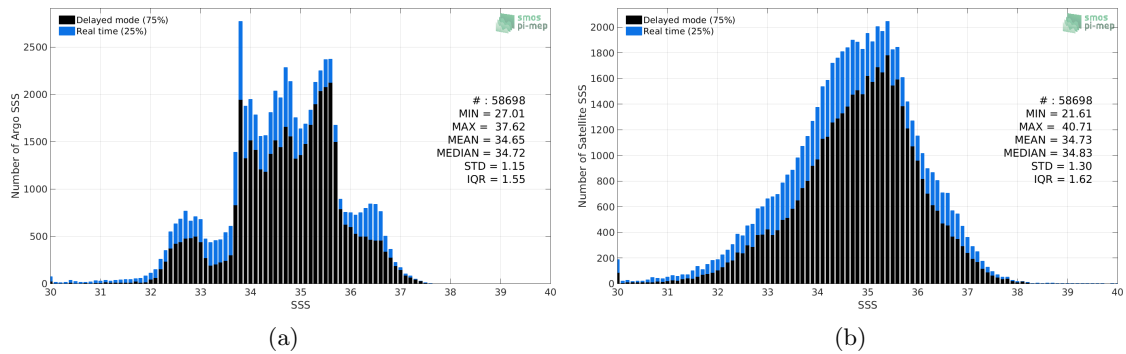 Delayed mode (75%)
Real time (25%)
smos
pi-mep
Number of Argo SSS
2500
2000
1500
1000
500
0
# : 58698
MIN = 27.01
MAX = 37.62
MEAN = 34.65
MEDIAN = 34.72
STD = 1.15
IQR = 1.55
30 31 32 33 34 35 36 37 38 39 40
SSS
(a)
Delayed mode (75%)
Real time (25%)
smos
pi-mep
Number of Satellite SSS
2000
1800
1600
1400
1200
1000
800
600
400
200
0
# : 58698
MIN = 21.61
MAX = 40.71
MEAN = 34.73
MEDIAN = 34.83
STD = 1.30
IQR = 1.62
30 31 32 33 34 35 36 37 38 39 40
SSS
(b)